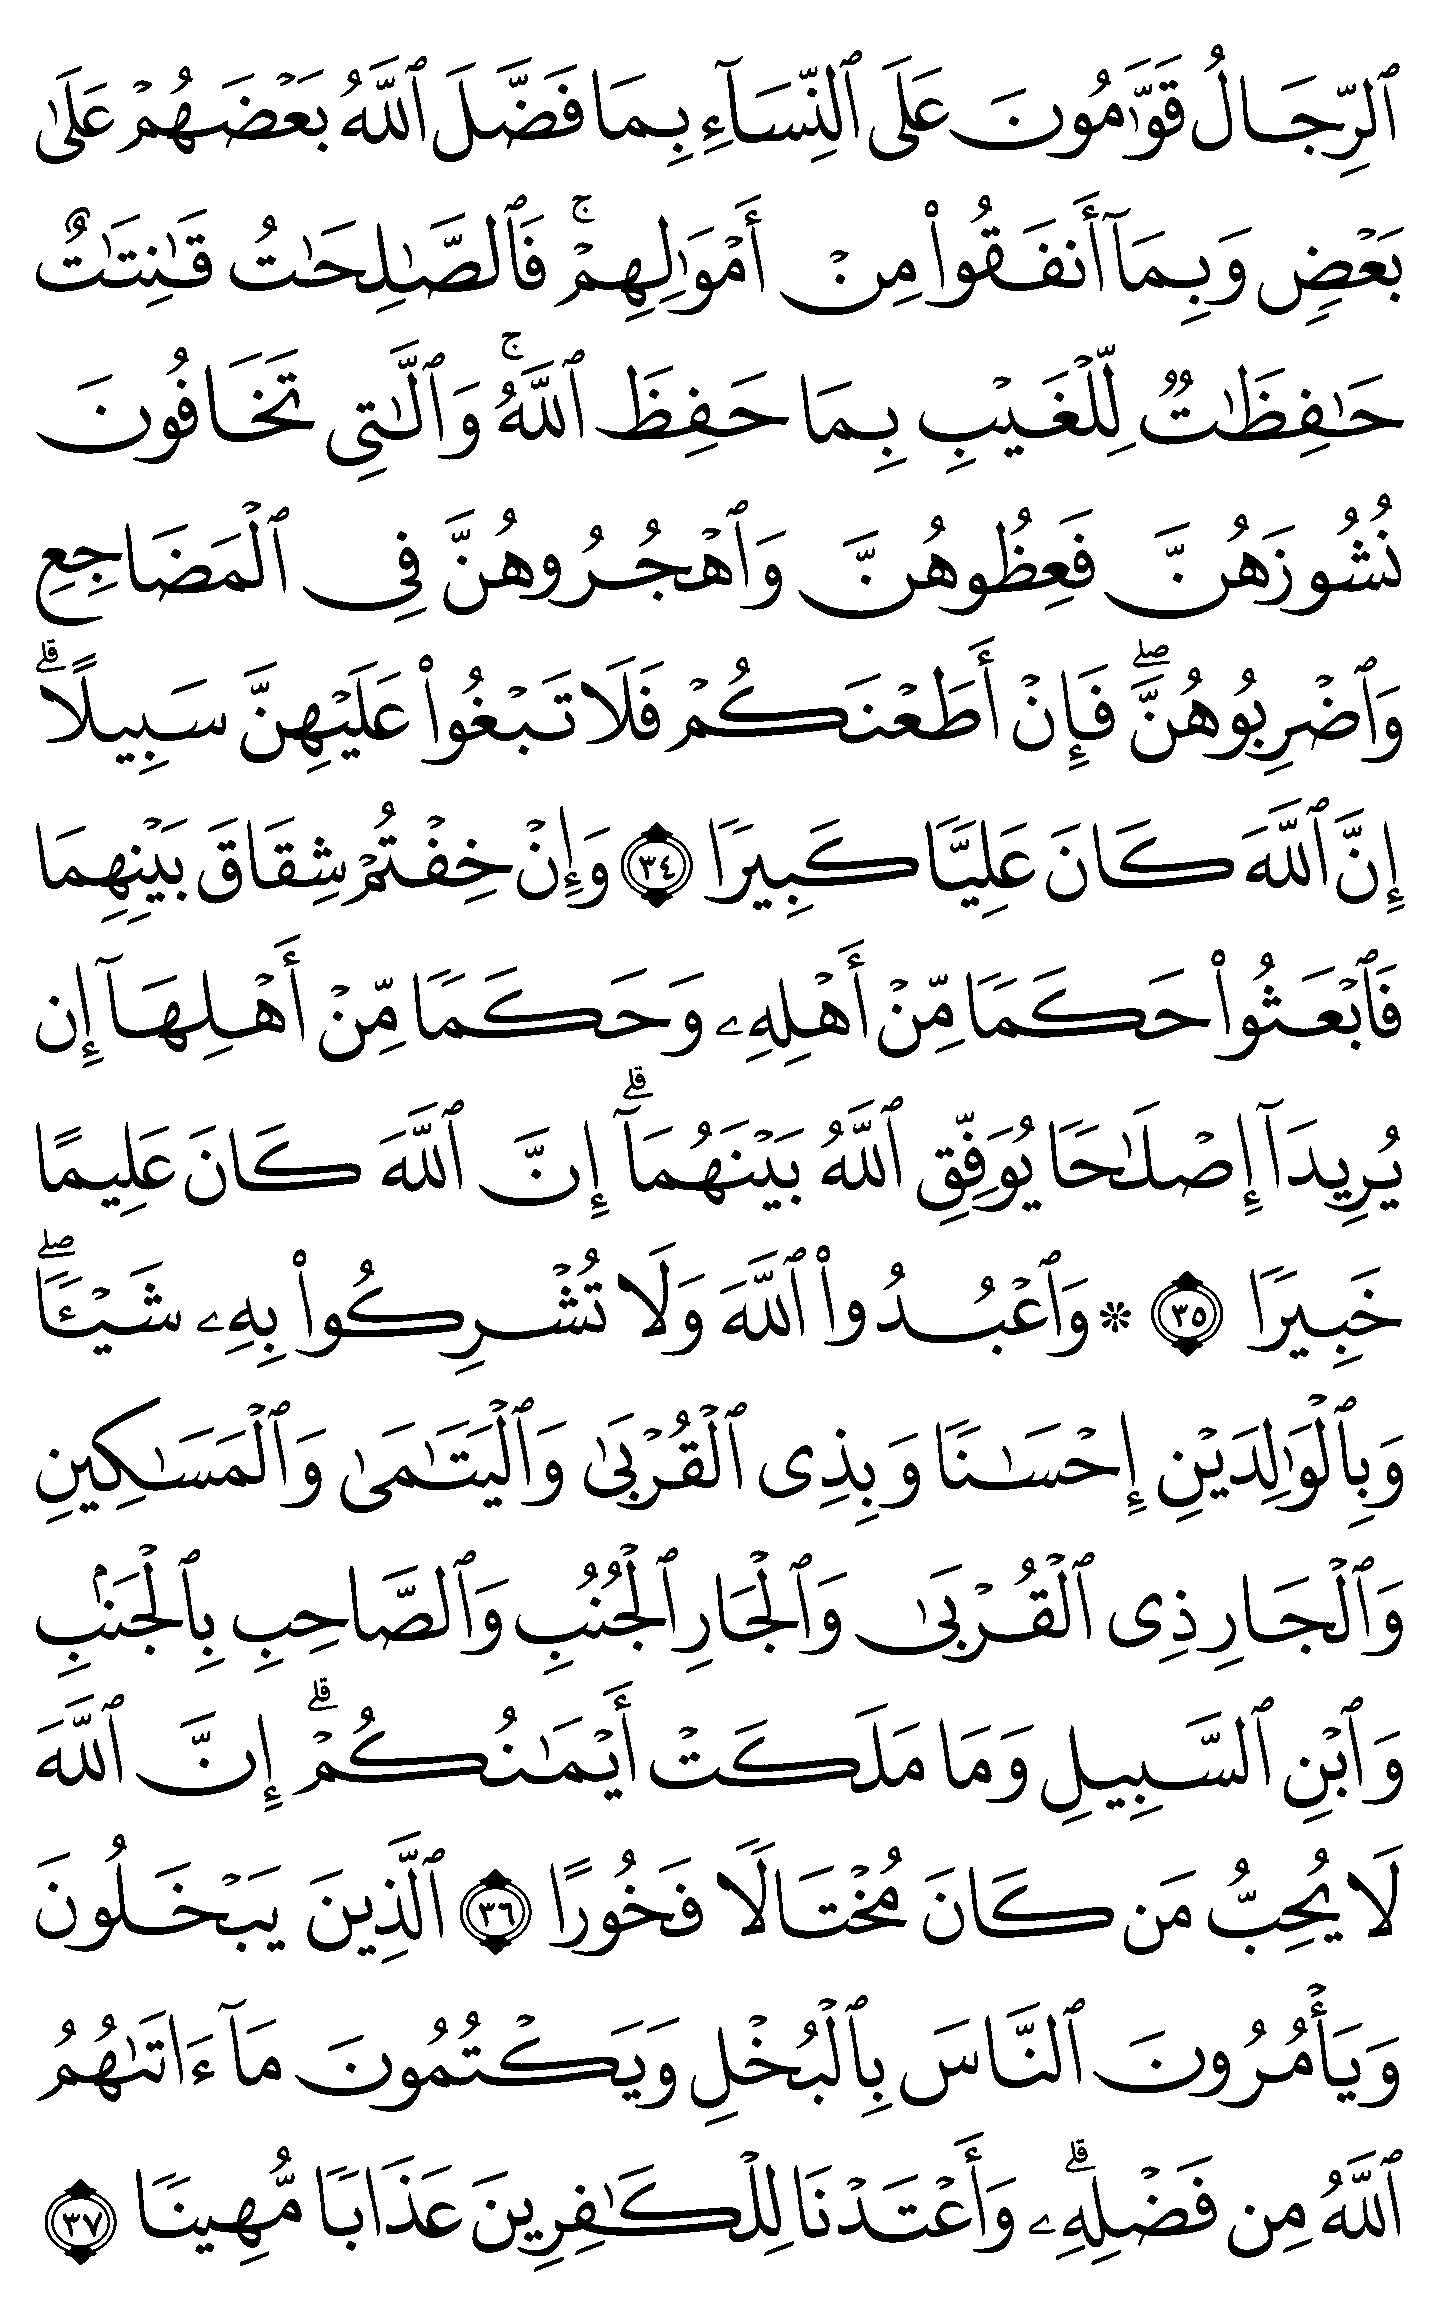 ٱلرِّجَالُ قَوَّٰمُونَ عَلَى ٱلنِّسَآءِ بِمَا فَضَّلَ ٱللَّهُ بَعۡضَهُمۡ عَلَىٰ
بَعۡضٖ وَبِمَآ أَنفَقُواْ مِنۡ أَمۡوَٰلِهِمۡۚ فَٱلصَّٰلِحَٰتُ قَٰنِتَٰتٌ
حَٰفِظَٰتٞ لِّلۡغَيۡبِ بِمَا حَفِظَ ٱللَّهُۚ وَٱلَّٰتِي تَخَافُونَ
نُشُوزَهُنَّ فَعِظُوهُنَّ وَٱهۡجُرُوهُنَّ فِي ٱلۡمَضَاجِعِ
وَٱضۡرِبُوهُنَّۖ فَإِنۡ أَطَعۡنَكُمۡ فَلَا تَبۡغُواْ عَلَيۡهِنَّ سَبِيلًاۗ
إِنَّ ٱللَّهَ كَانَ عَلِيّٗا كَبِيرٗا ٣٤ وَإِنۡ خِفۡتُمۡ شِقَاقَ بَيۡنِهِمَا
فَٱبۡعَثُواْ حَكَمٗا مِّنۡ أَهۡلِهِۦ وَحَكَمٗا مِّنۡ أَهۡلِهَآ إِن
يُرِيدَآ إِصۡلَٰحٗا يُوَفِّقِ ٱللَّهُ بَيۡنَهُمَآۗ إِنَّ ٱللَّهَ كَانَ عَلِيمًا
خَبِيرٗا ٣٥ ۞ وَٱعۡبُدُواْ ٱللَّهَ وَلَا تُشۡرِكُواْ بِهِۦ شَيۡـٔٗاۖ
وَبِٱلۡوَٰلِدَيۡنِ إِحۡسَٰنٗا وَبِذِي ٱلۡقُرۡبَىٰ وَٱلۡيَتَٰمَىٰ وَٱلۡمَسَٰكِينِ
وَٱلۡجَارِ ذِي ٱلۡقُرۡبَىٰ وَٱلۡجَارِ ٱلۡجُنُبِ وَٱلصَّاحِبِ بِٱلۡجَنۢبِ
وَٱبۡنِ ٱلسَّبِيلِ وَمَا مَلَكَتۡ أَيۡمَٰنُكُمۡۗ إِنَّ ٱللَّهَ
لَا يُحِبُّ مَن كَانَ مُخۡتَالٗا فَخُورًا ٣٦ ٱلَّذِينَ يَبۡخَلُونَ
وَيَأۡمُرُونَ ٱلنَّاسَ بِٱلۡبُخۡلِ وَيَكۡتُمُونَ مَآ ءَاتَىٰهُمُ
ٱللَّهُ مِن فَضۡلِهِۦۗ وَأَعۡتَدۡنَا لِلۡكَٰفِرِينَ عَذَابٗا مُّهِينٗا ٣٧